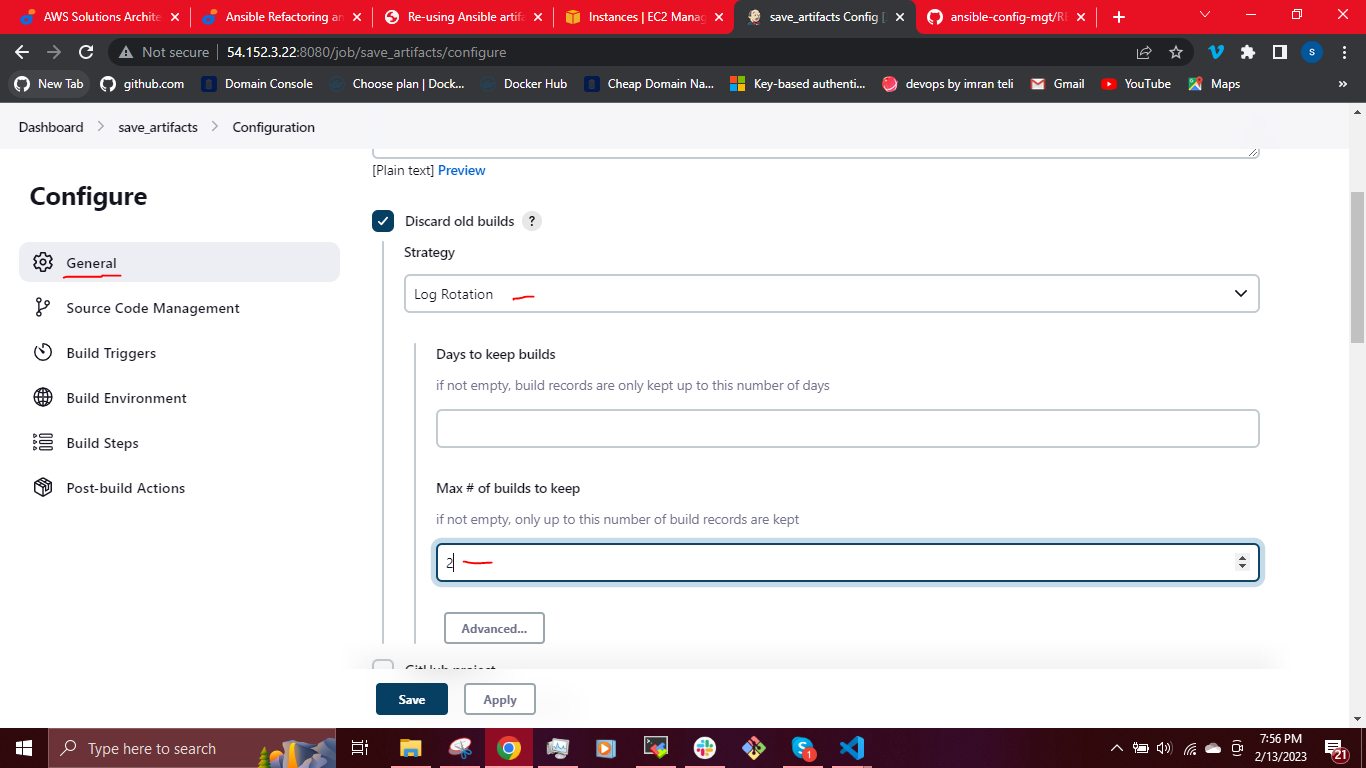 AWS Solutions Archite
Ansible Refactoring an
Re-using Ansible artifa
Instances | EC2 Manag
save_artifacts Config [
ansible-config-mgt/RE
Not secure
54.152.3.22:8080/job/save_artifacts/configure
S
New Tab
github.com
Domain Console
Choose plan | Dock...
Docker Hub
Cheap Domain Na...
Key-based authenti...
devops by imran teli
Gmail
YouTube
Maps
»
Dashboard
save_artifacts
Configuration
[Plain text] Preview
Configure
Discard old builds ?
General
Strategy
Log Rotation
Source Code Management
Build Triggers
Days to keep builds
if not empty, build records are only kept up to this number of days
Build Environment
Build Steps
Post-build Actions
Max # of builds to keep
if not empty, only up to this number of build records are kept
2
Advanced...
GitHub project
Save
Apply
Type here to search
1
7:56 PM
2/13/2023
21